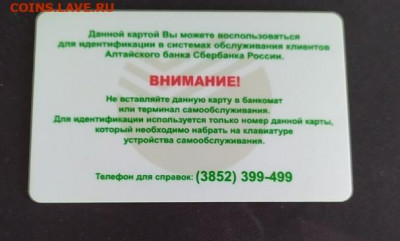 COINS.LAVE.RU
Данной картой Вы можете воспользоваться
для идентификации в системах обслуживания клиентов
Алтайского банка Сбербанка России.
ВНИМАНИЕ!
Не вставляйте данную карту в банкомат
или терминал самообслуживания.
Для идентификации используется только номер данной карты,
который необходимо набрать на клавиатуре
устройства самообслуживания.
Телефон для справок: (3852) 399-499